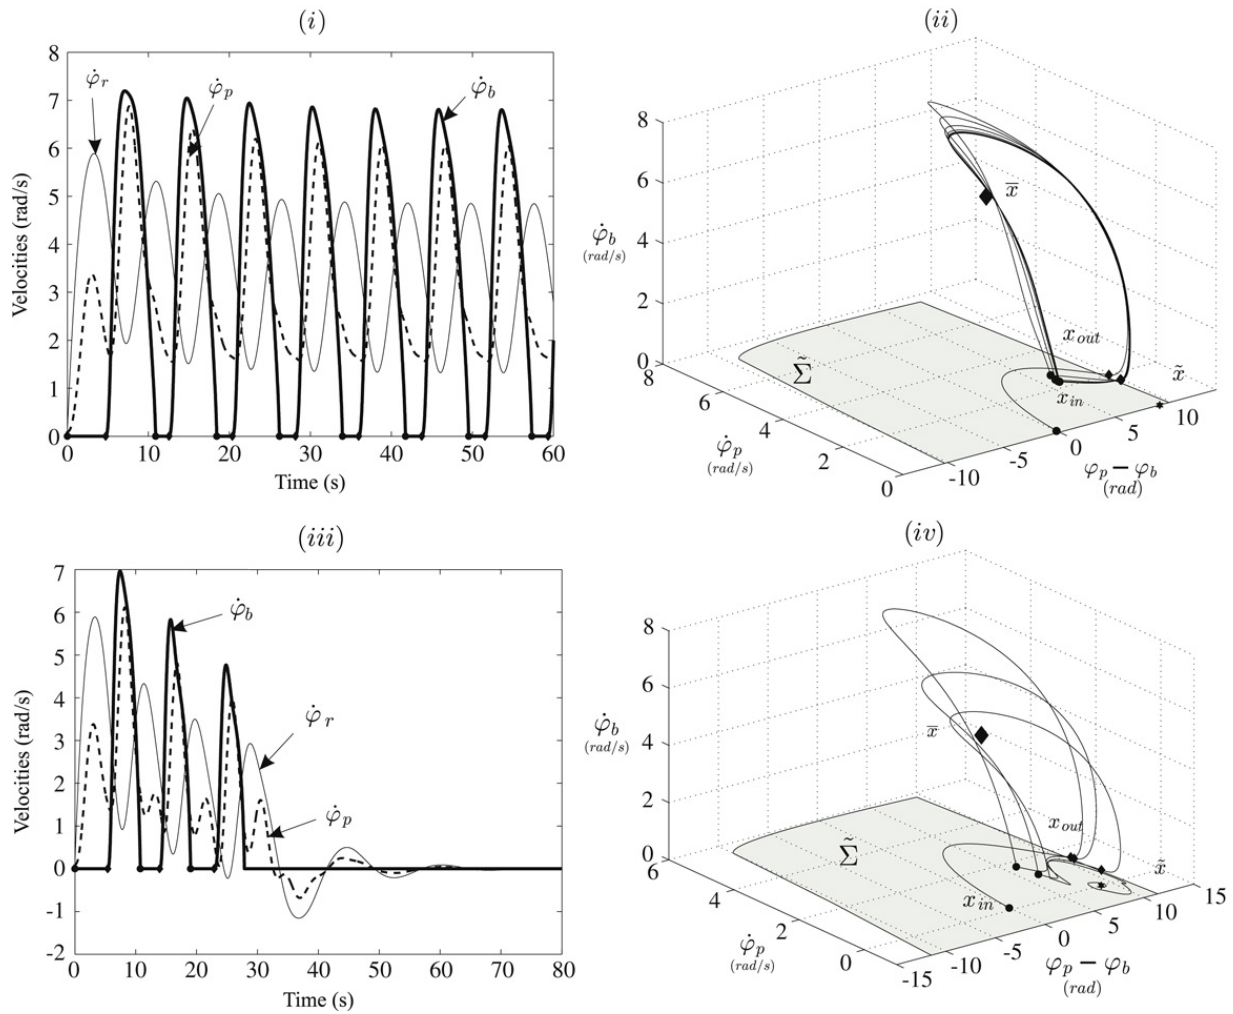 (i)
8
7
6
5
4
3
2
1
0
Velocities (rad/s)
φ̇r
φ̇p
φ̇b
0 10 20 30 40 50 60
Time (s)
(ii)
8
6
4
2
0
φ̇b
(rad/s)
8
6
4
2
0
φ̇p
(rad/s)
-10
-5
0
5
10
φp − φb
(rad)
x̅
xout
xin
x̃
Σ̃
(iii)
7
6
5
4
3
2
1
0
-1
-2
Velocities (rad/s)
φ̇b
φ̇r
φ̇p
0 10 20 30 40 50 60 70 80
Time (s)
(iv)
8
6
4
2
0
φ̇b
(rad/s)
6
4
2
0
φ̇p
(rad/s)
-15
-10
-5
0
5
10
15
φp − φb
(rad)
x̅
xout
xin
x̃
Σ̃